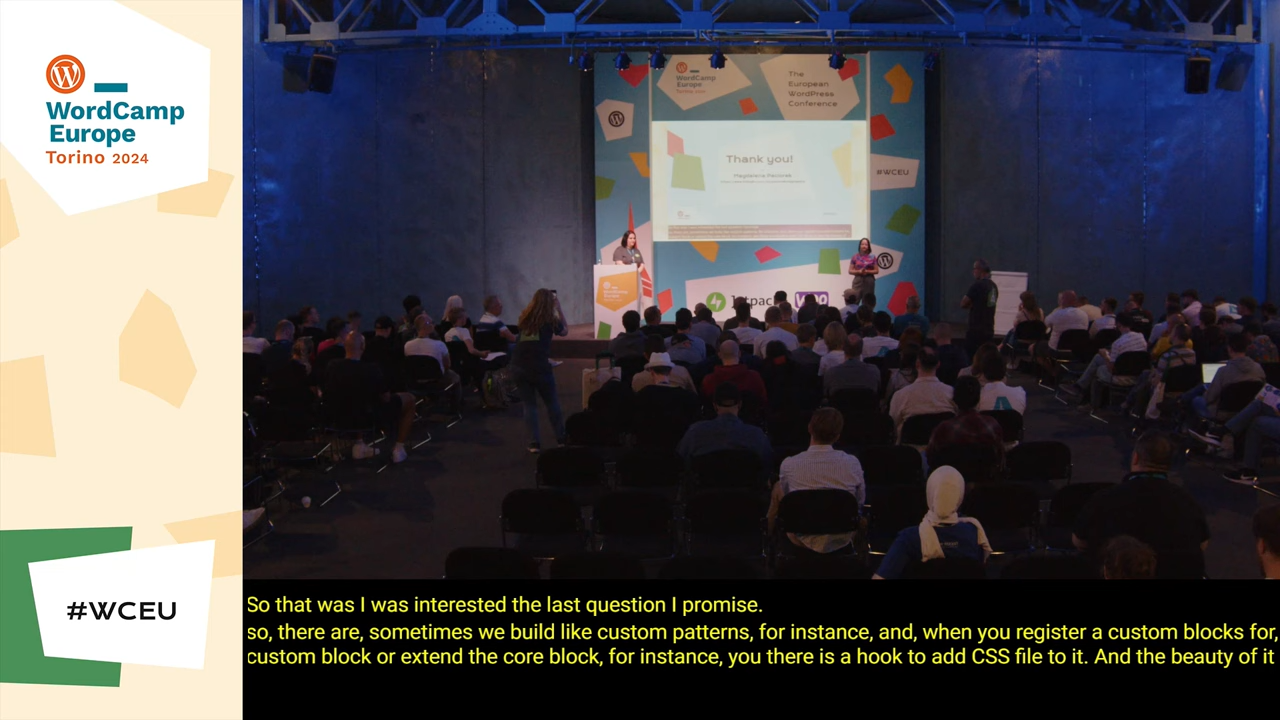 WordCamp
Europe
Torino 2024
#WCEU
WordCamp
Europe
The
European
WordPress
Conference
Thank you!
#WCEU
WordCamp
Europe
So that was I was interested the last question I promise.
so, there are, sometimes we build like custom patterns, for instance, and, when you register a custom blocks for,
custom block or extend the core block, for instance, you there is a hook to add CSS file to it. And the beauty of it